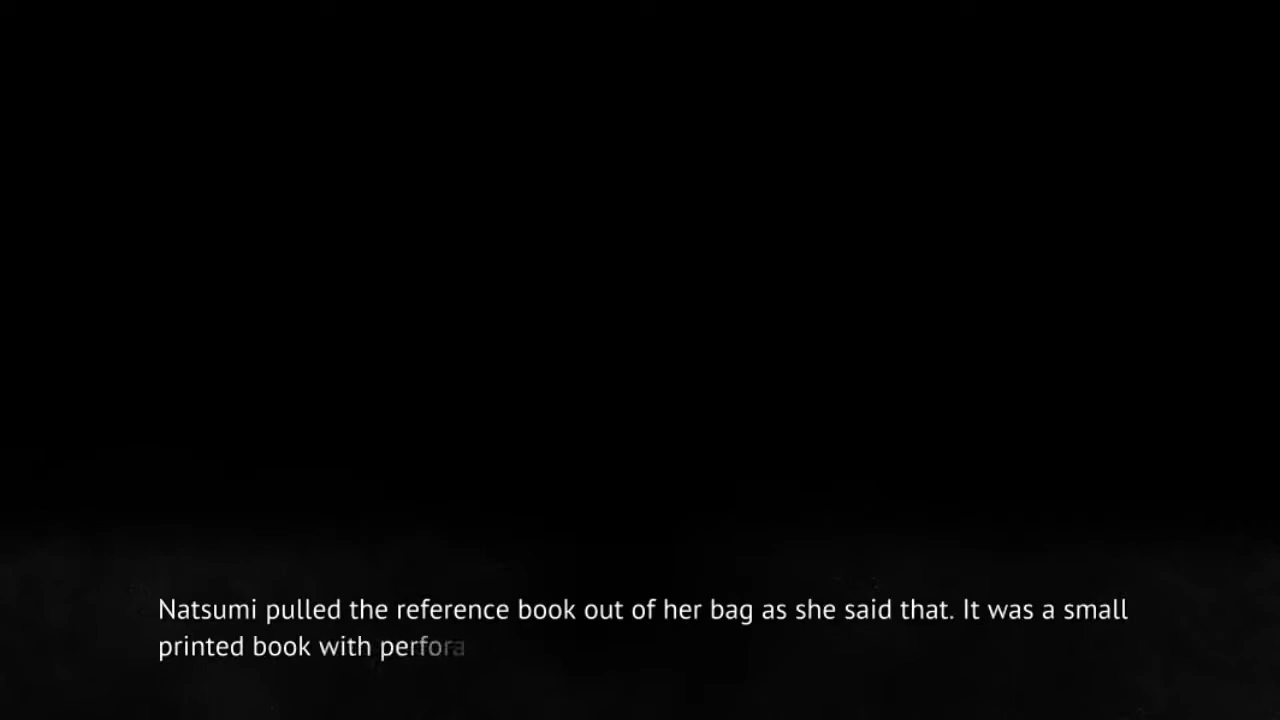 Natsumi pulled the reference book out of her bag as she said that. It was a small
printed book with perfora